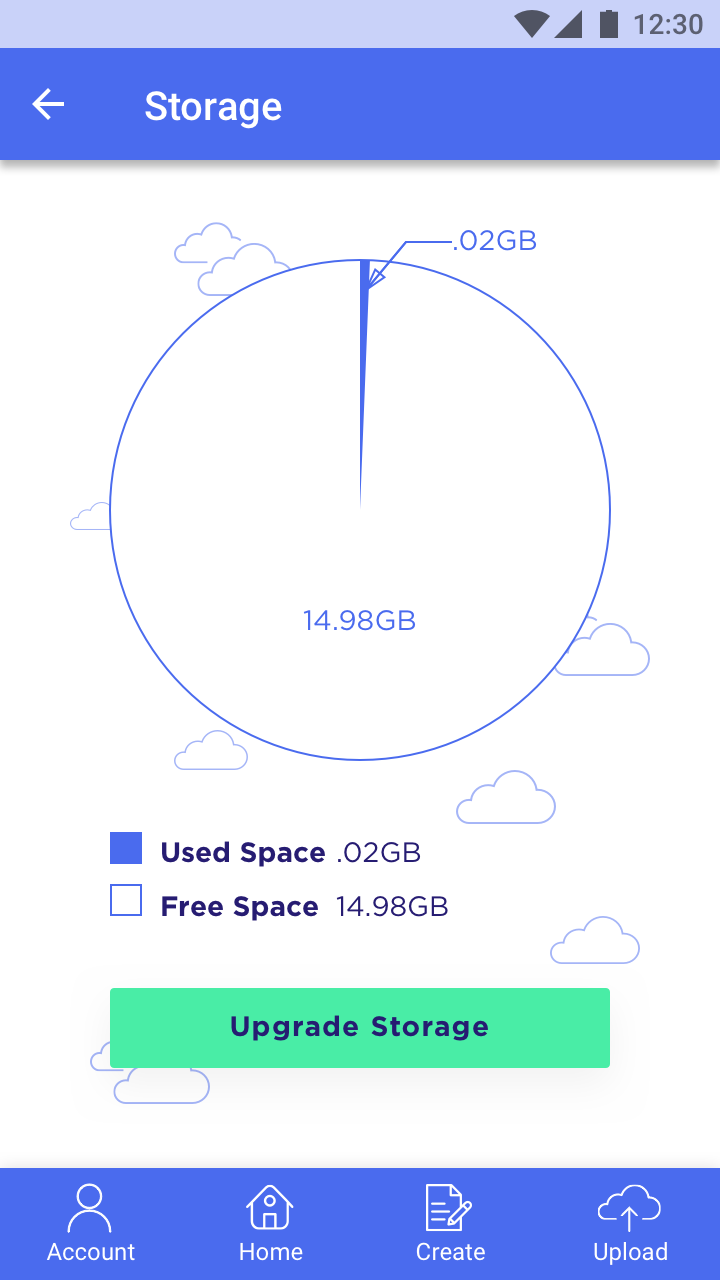 12:30
Storage
.02GB
14.98GB
Used Space .02GB
Free Space 14.98GB
Upgrade Storage
Account Home Create Upload